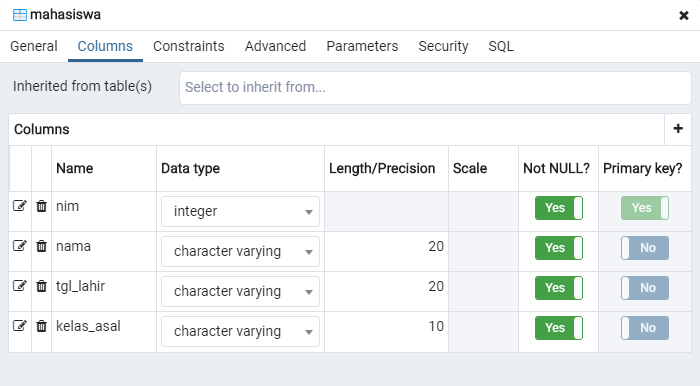 mahasiswa
General Columns Constraints Advanced Parameters Security SQL
Inherited from table(s) Select to inherit from...
Columns
Name Data type Length/Precision Scale Not NULL? Primary key?
nim integer Yes Yes
nama character varying 20 Yes No
tgl_lahir character varying 20 Yes No
kelas_asal character varying 10 Yes No